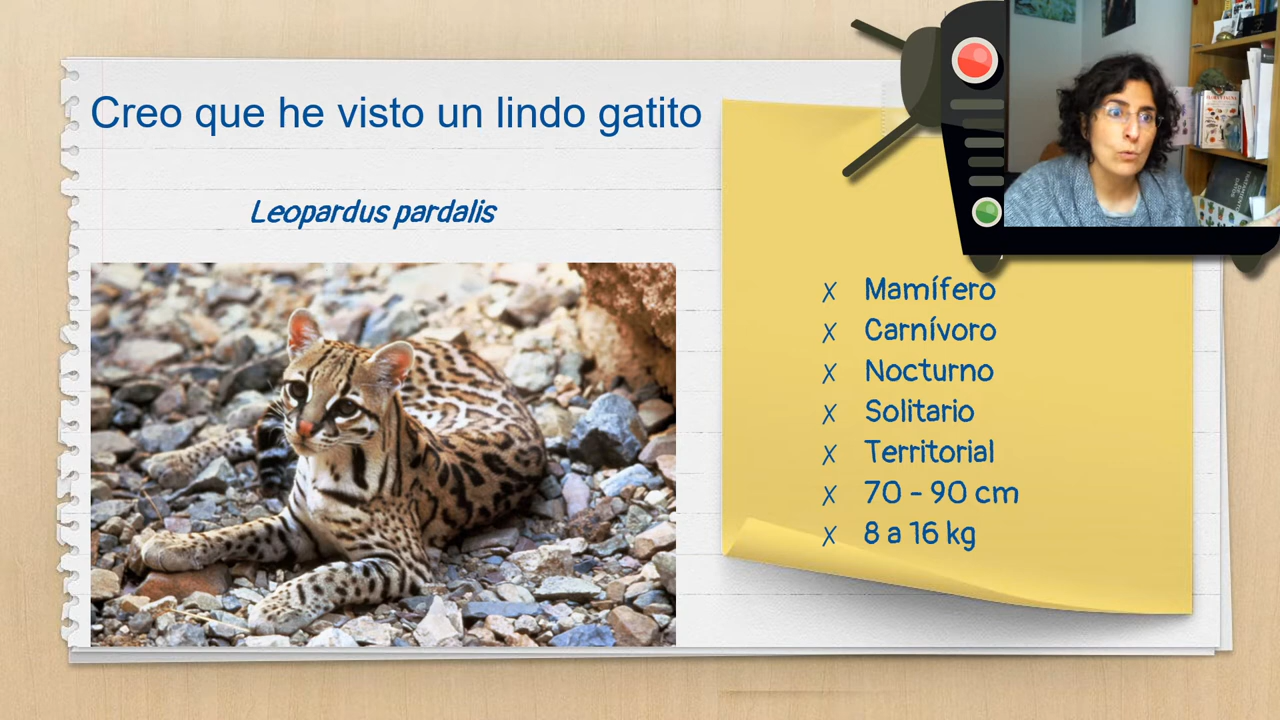 Creo que he visto un lindo gatito
Leopardus pardalis
x Mamífero
x Carnívoro
x Nocturno
x Solitario
x Territorial
x 70 - 90 cm
x 8 a 16 kg